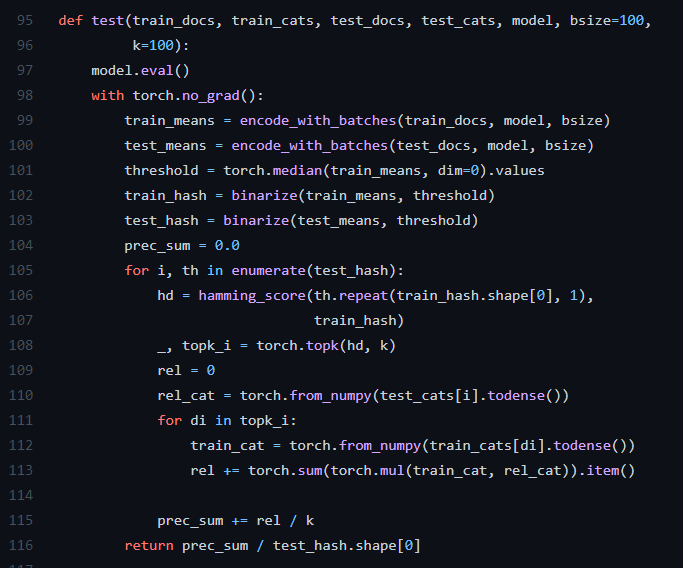 95 def test(train_docs, train_cats, test_docs, test_cats, model, bsize=100,
96          k=100):
97     model.eval()
98     with torch.no_grad():
99         train_means = encode_with_batches(train_docs, model, bsize)
100         test_means = encode_with_batches(test_docs, model, bsize)
101         threshold = torch.median(train_means, dim=0).values
102         train_hash = binarize(train_means, threshold)
103         test_hash = binarize(test_means, threshold)
104         prec_sum = 0.0
105         for i, th in enumerate(test_hash):
106             hd = hamming_score(th.repeat(train_hash.shape[0], 1),
107                                train_hash)
108             _, topk_i = torch.topk(hd, k)
109             rel = 0
110             rel_cat = torch.from_numpy(test_cats[i].todense())
111             for di in topk_i:
112                 train_cat = torch.from_numpy(train_cats[di].todense())
113                 rel += torch.sum(torch.mul(train_cat, rel_cat)).item()
114
115             prec_sum += rel / k
116         return prec_sum / test_hash.shape[0]